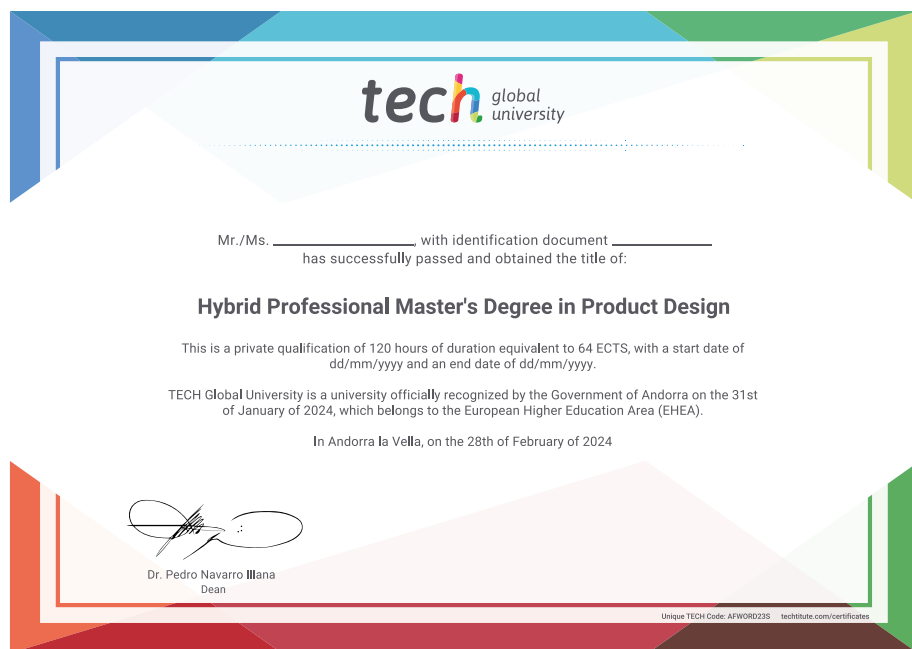 tech global
university
Mr./Ms. ____________, with identification document ____________
has successfully passed and obtained the title of:
Hybrid Professional Master's Degree in Product Design
This is a private qualification of 120 hours of duration equivalent to 64 ECTS, with a start date of
dd/mm/yyyy and an end date of dd/mm/yyyy.
TECH Global University is a university officially recognized by the Government of Andorra on the 31st
of January of 2024, which belongs to the European Higher Education Area (EHEA).
In Andorra la Vella, on the 28th of February of 2024
Dr. Pedro Navarro Illana
Dean
Unique TECH Code: AFWORD23S techtitute.com/certificates